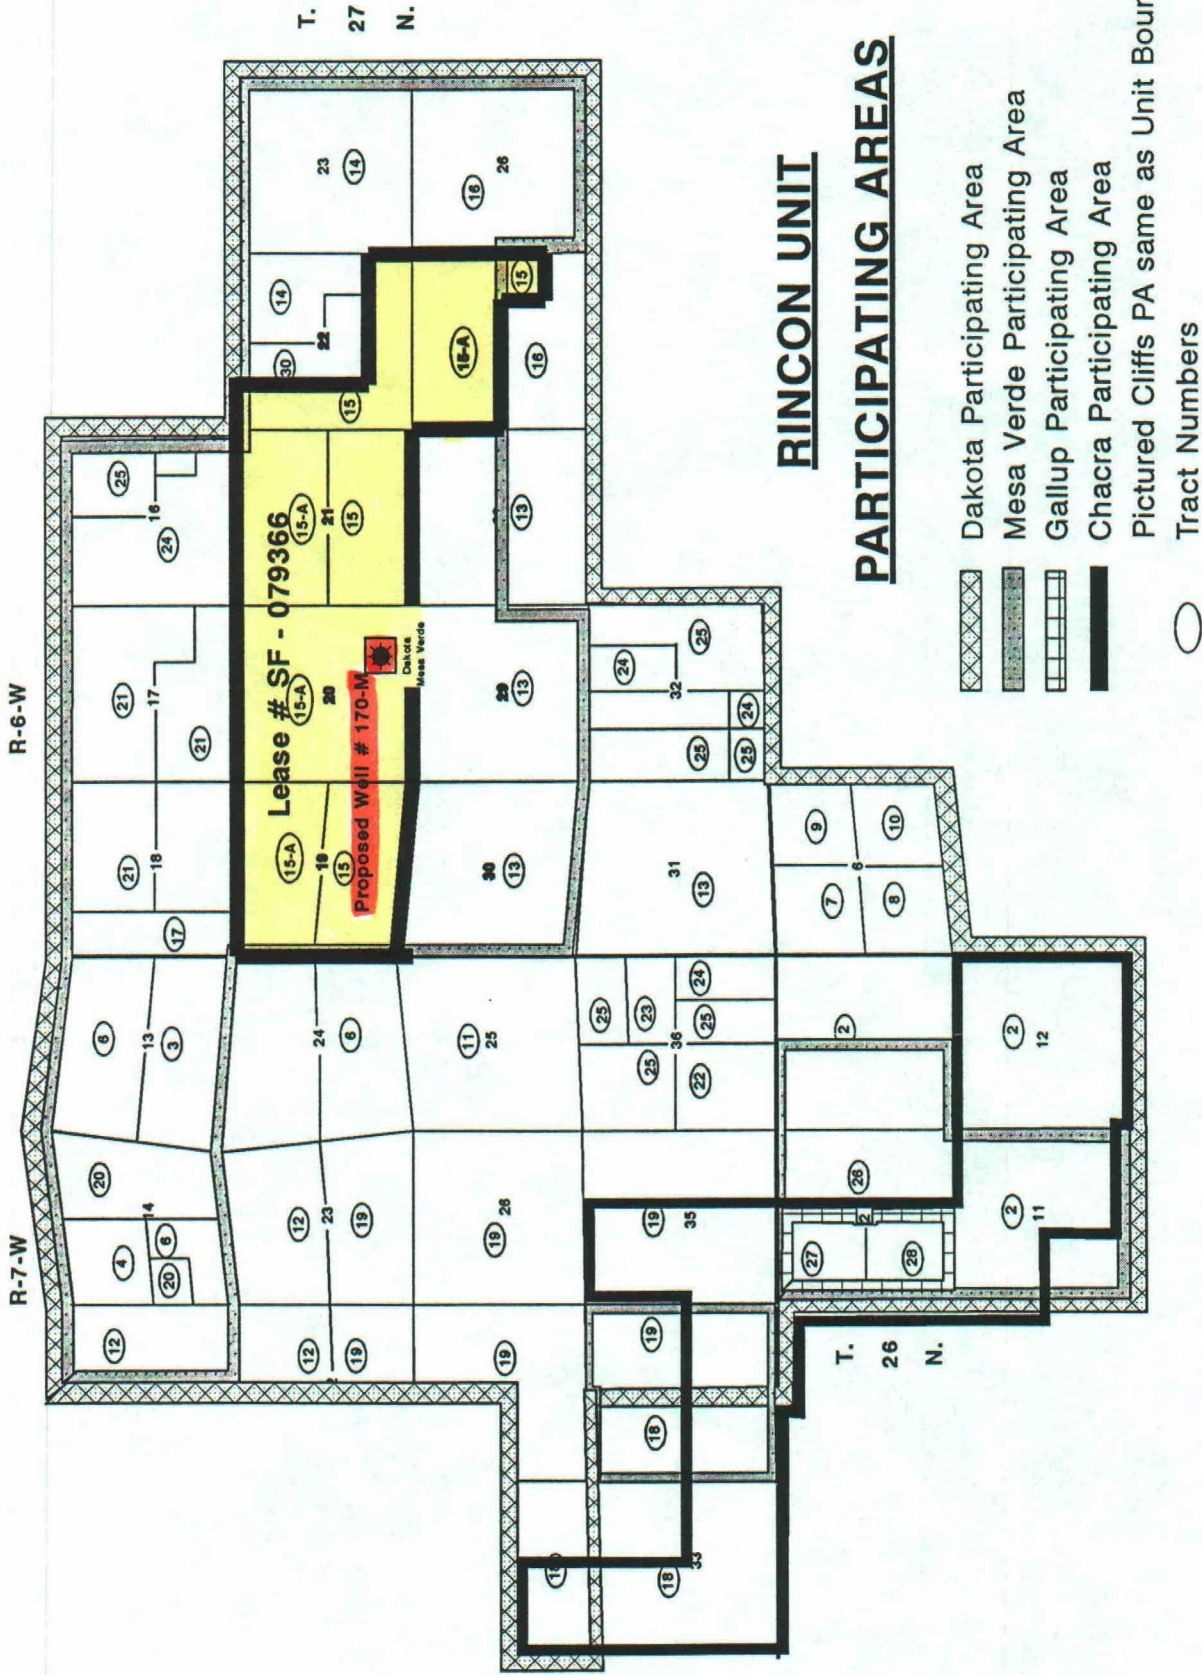 R-7-W R-6-W
12 4 20 6 21 21 25
14 13 18 17 16
20 6 3 17 21 24
T.
27
N.
12 12 15-A Lease # SF - 079366 15-A 15-A 30 14
23 24 19 20 21 22 23
19 19 6 15 Proposed Well # 170-M 15 15 14
Dakota
Mesa Verde
15-A 16
19 19 11 30 29
26 25 13 13 13 16 15 26
25 24
18 18 19 19 25 23
33 35 36 31 32
22 25 24 13 25 25
25 24
27 7 9
26 2 2 6
28 8 10
T.
26
N.
2 2
11 12
RINCON UNIT
PARTICIPATING AREAS
Dakota Participating Area
Mesa Verde Participating Area
Gallup Participating Area
Chacra Participating Area
Pictured Cliffs PA same as Unit Boun
Tract Numbers